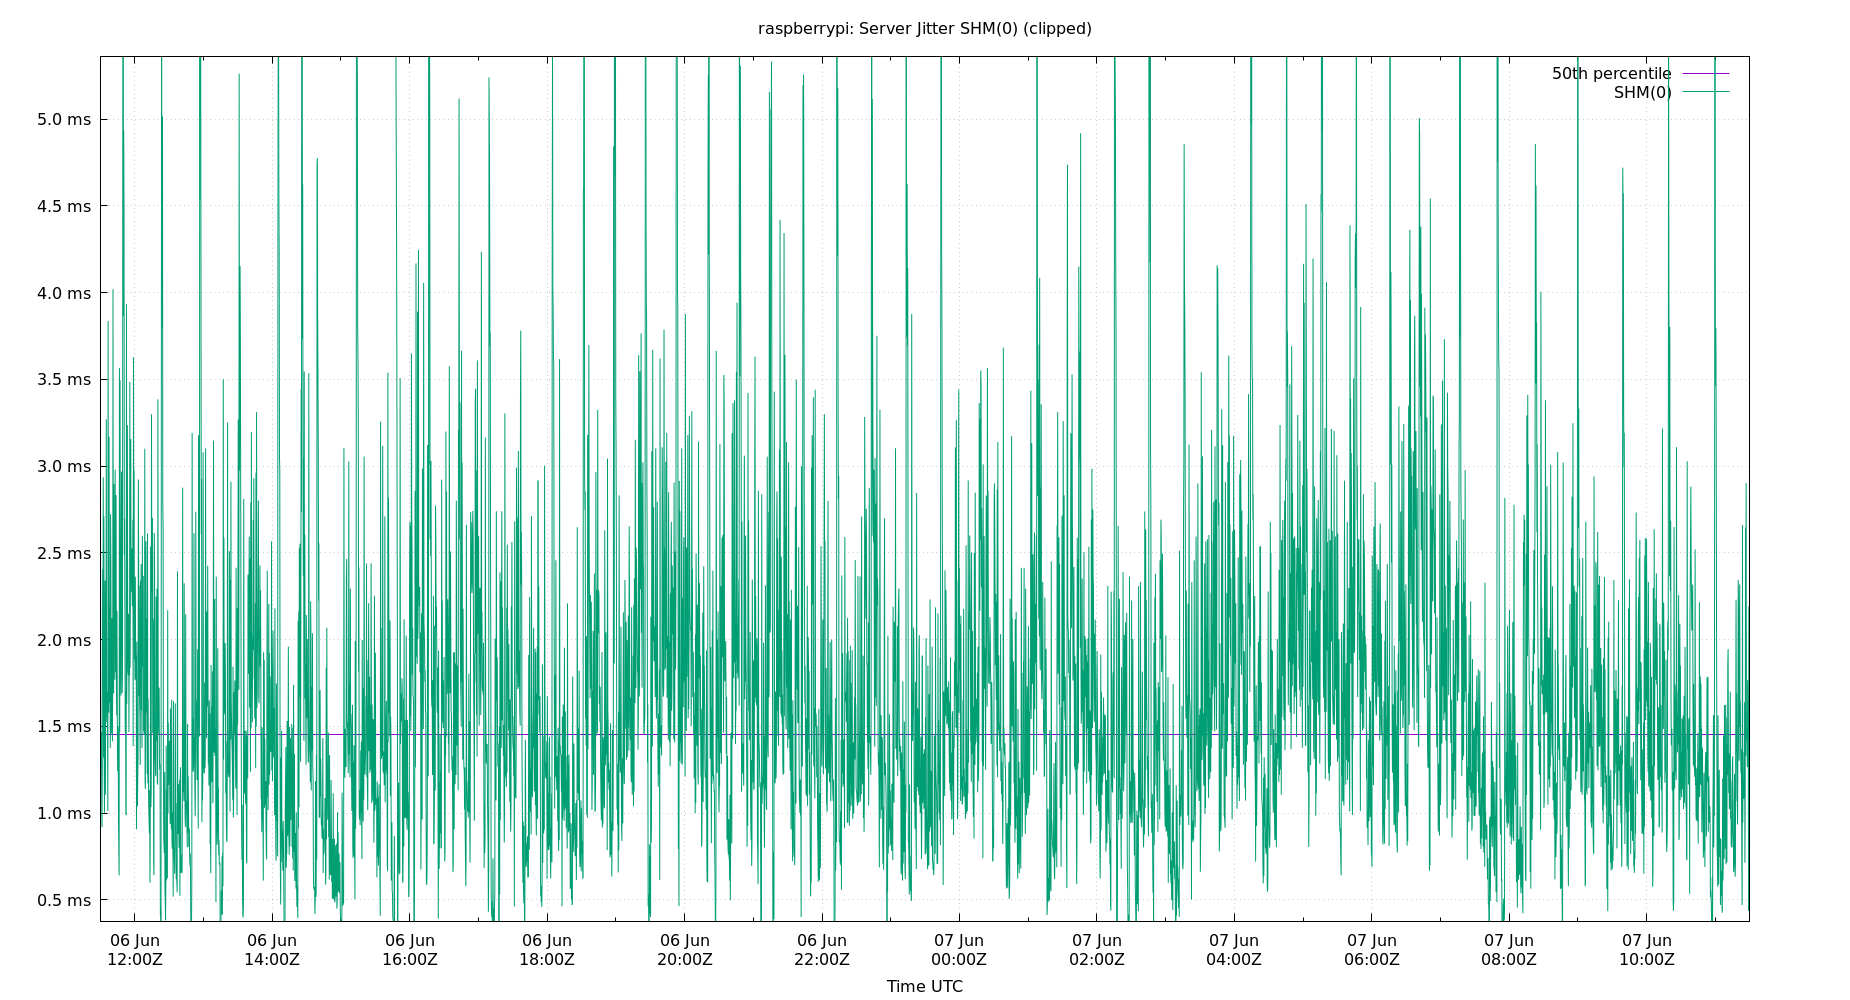 raspberrypi: Server Jitter SHM(0) (clipped)
50th percentile
SHM(0)
5.0 ms
4.5 ms
4.0 ms
3.5 ms
3.0 ms
2.5 ms
2.0 ms
1.5 ms
1.0 ms
0.5 ms
06 Jun 06 Jun 06 Jun 06 Jun 06 Jun 06 Jun 07 Jun 07 Jun 07 Jun 07 Jun 07 Jun 07 Jun
12:00Z 14:00Z 16:00Z 18:00Z 20:00Z 22:00Z 00:00Z 02:00Z 04:00Z 06:00Z 08:00Z 10:00Z
Time UTC